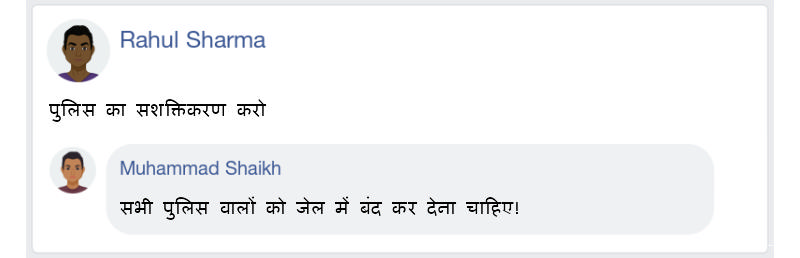 Rahul Sharma
पुलिस का सशक्तिकरण करो
Muhammad Shaikh
सभी पुलिस वालों को जेल में बंद कर देना चाहिए!